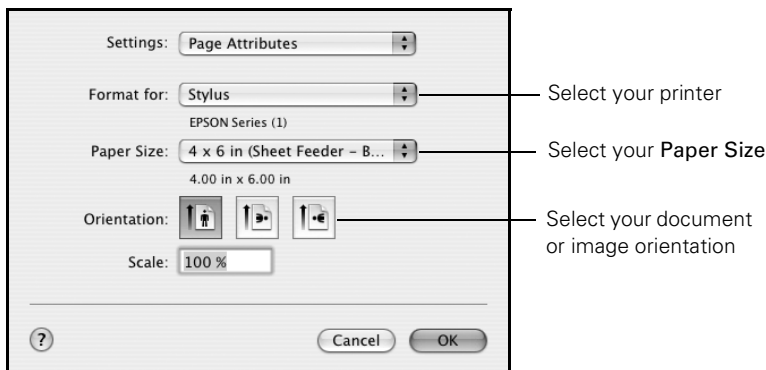 Settings: Page Attributes
Format for: Stylus
EPSON Series (1)
Select your printer
Paper Size: 4 x 6 in (Sheet Feeder – B...
Select your Paper Size
4.00 in x 6.00 in
Orientation:
Select your document
or image orientation
Scale: 100 %
?
Cancel
OK